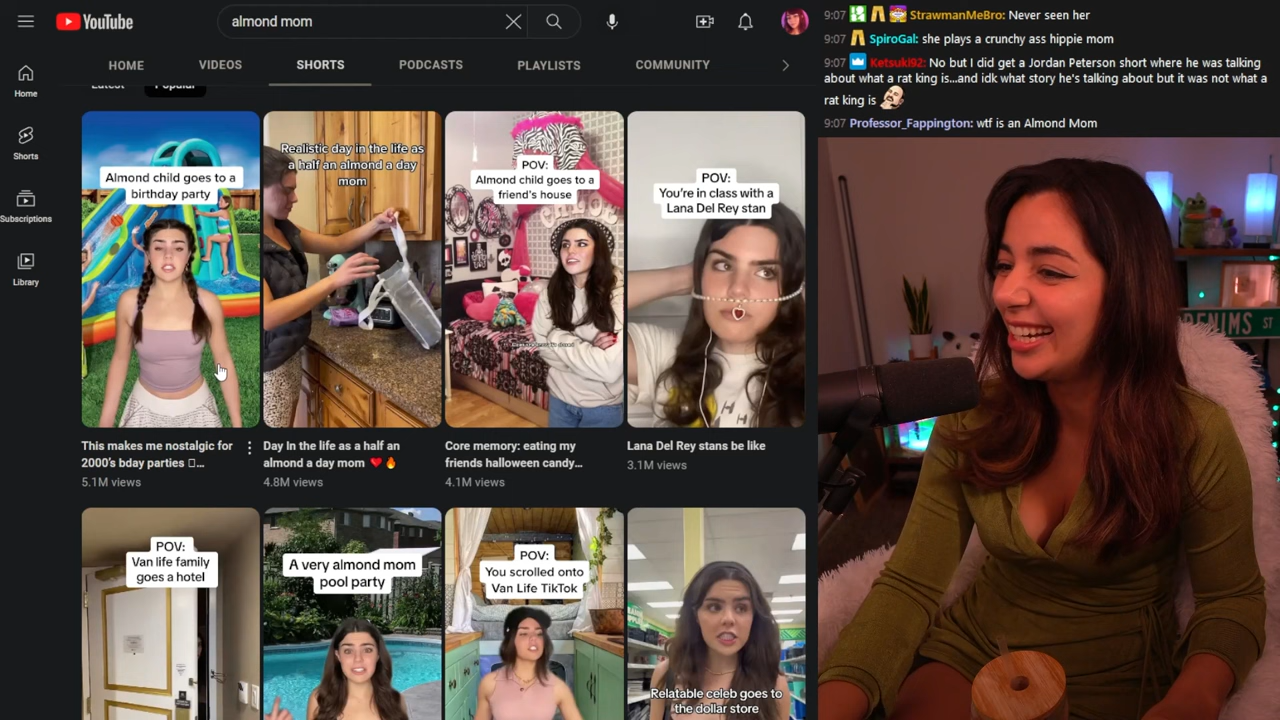 YouTube
almond mom
HOME
VIDEOS
SHORTS
PODCASTS
PLAYLISTS
COMMUNITY
Latest
Popular
Home
Shorts
Subscriptions
Library
Almond child goes to a
birthday party
This makes me nostalgic for
2000's bday parties
5.1M views
Realistic day in the life as
a half an almond a day
mom
Day In the life as a half an
almond a day mom ❤️🔥
4.8M views
POV:
Almond child goes to a
friend's house
Core memory: eating my
friends halloween candy...
4.1M views
POV:
You're in class with a
Lana Del Rey stan
Lana Del Rey stans be like
3.1M views
POV:
Van life family
goes a hotel
A very almond mom
pool party
POV:
You scrolled onto
Van Life TikTok
Relatable celeb goes to
the dollar store
9:07 StrawmanMeBro: Never seen her
9:07 SpiroGal: she plays a crunchy ass hippie mom
9:07 Ketsuki92: No but I did get a Jordan Peterson short where he was talking
about what a rat king is...and idk what story he's talking about but it was not what a
rat king is
9:07 Professor_Fappington: wtf is an Almond Mom
DENIMS ST